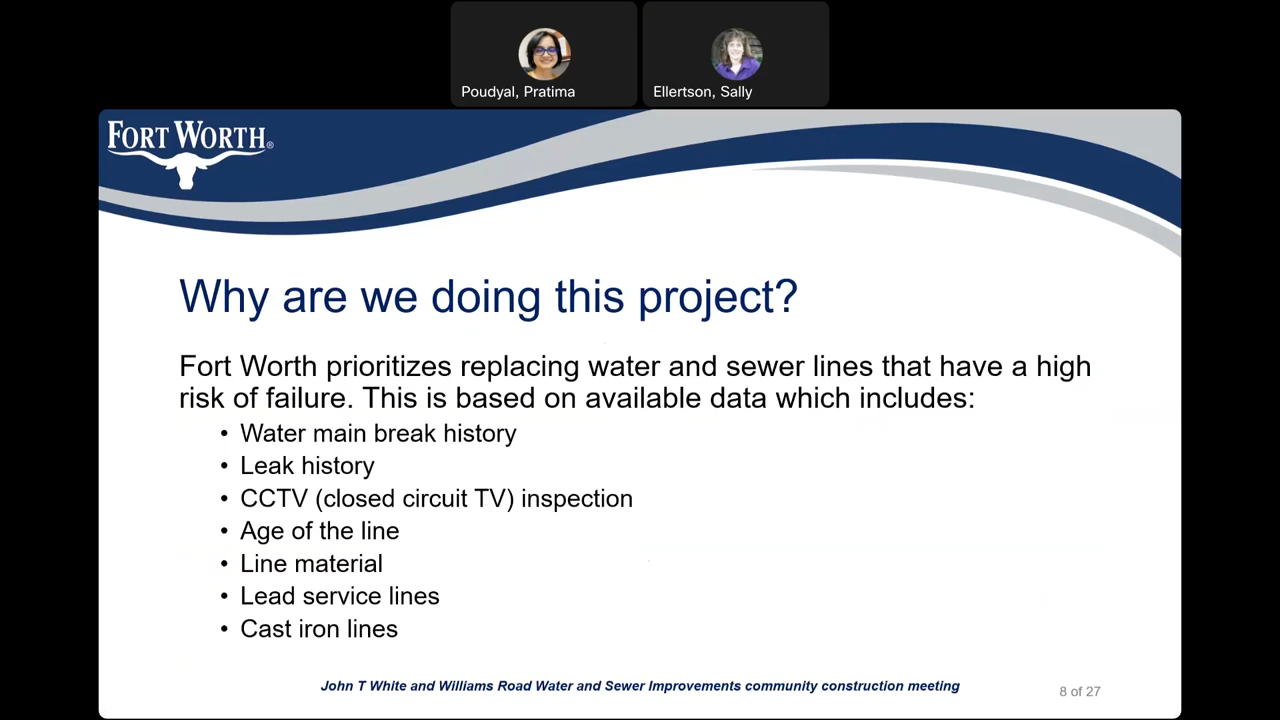 Poudyal, Pratima
Ellertson, Sally
FORT WORTH®
Why are we doing this project?
Fort Worth prioritizes replacing water and sewer lines that have a high
risk of failure. This is based on available data which includes:
• Water main break history
• Leak history
• CCTV (closed circuit TV) inspection
• Age of the line
• Line material
• Lead service lines
• Cast iron lines
John T White and Williams Road Water and Sewer Improvements community construction meeting
8 of 27